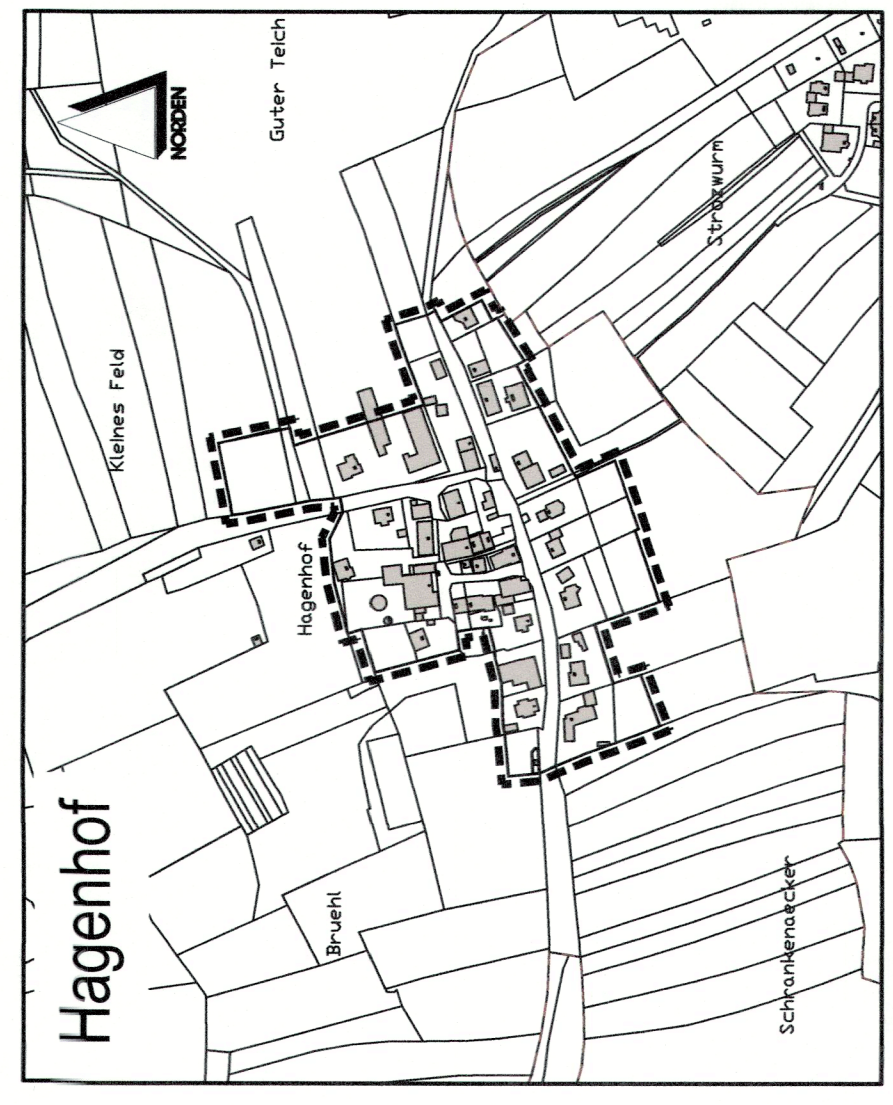 Hagenhof
NORDEN
Guter Teich
Kleines Feld
Hagenhof
Bruehl
Strozwurm
Schrankenaecker